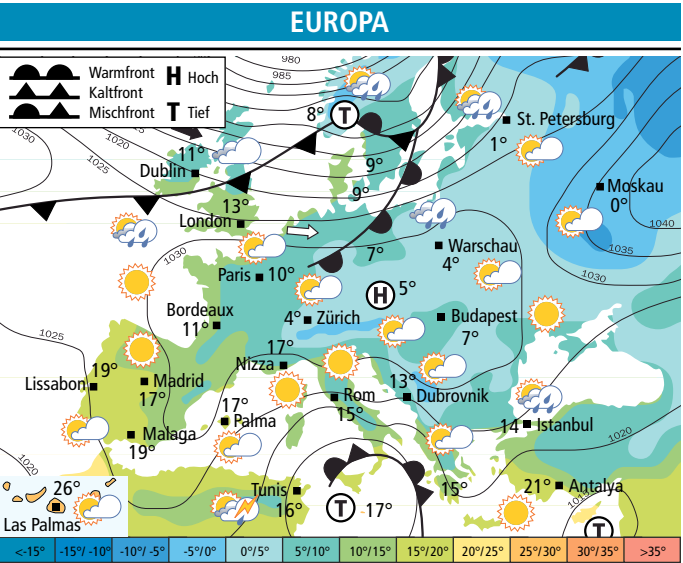 EUROPA
Warmfront H Hoch
Kaltfront
Mischfront T Tief
980
985
1030
1020
1025
8° T
St. Petersburg
1°
11°
Dublin
9°
9°
Moskau
0°
13°
London
1040
1035
1030
1030
7°
Warschau
4°
Paris 10°
H 5°
Bordeaux
11°
4° Zürich
Budapest
7°
1025
17°
Nizza
19°
Lissabon
Madrid
17°
13°
Dubrovnik
Rom
15°
17°
Palma
14 Istanbul
Malaga
19°
1020
1020
15°
21° Antalya
26°
Las Palmas
Tunis
16°
T -17°
1015
T
<-15° -15°/-10° -10°/-5° -5°/0° 0°/5° 5°/10° 10°/15° 15°/20° 20°/25° 25°/30° 30°/35° >35°